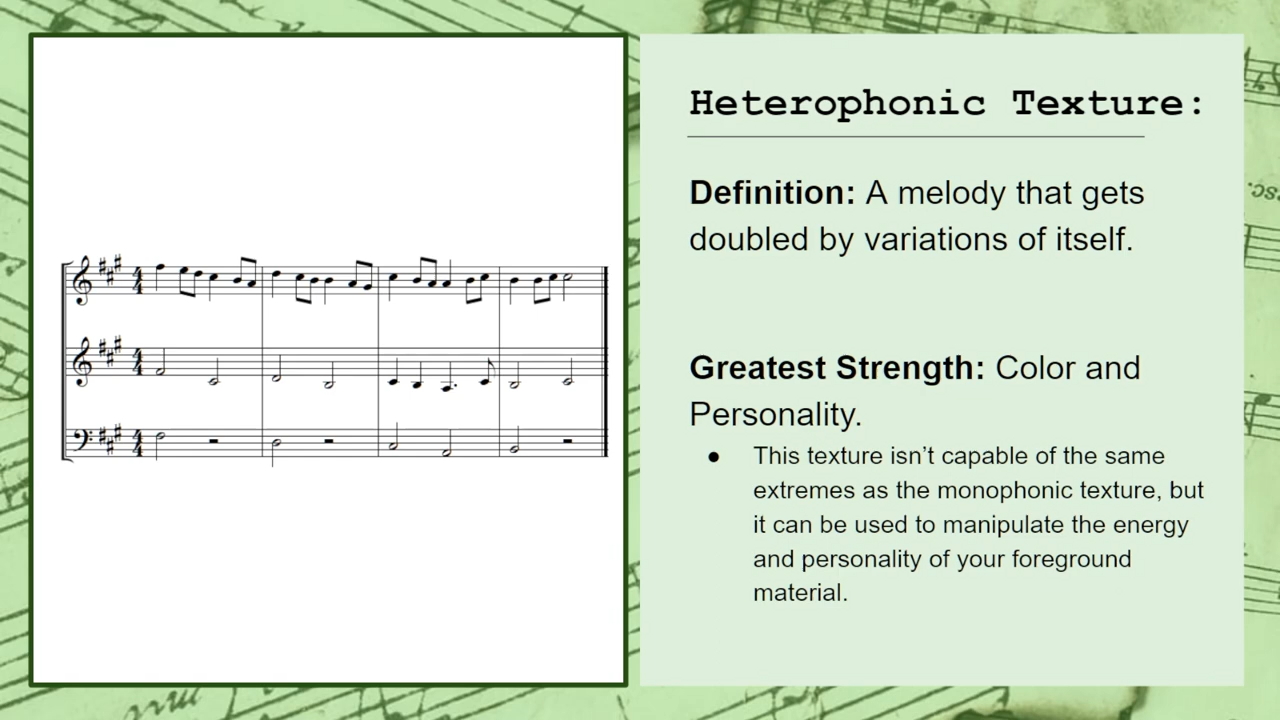 Heterophonic Texture:
Definition: A melody that gets
doubled by variations of itself.
Greatest Strength: Color and
Personality.
● This texture isn’t capable of the same
extremes as the monophonic texture, but
it can be used to manipulate the energy
and personality of your foreground
material.